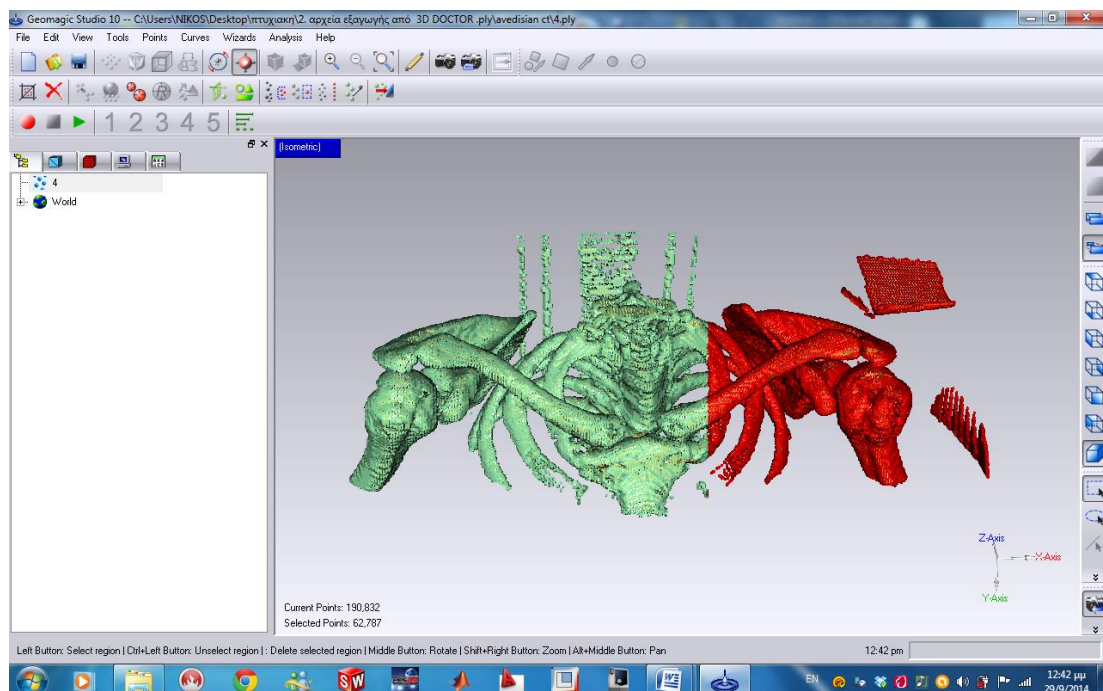 Geomagic Studio 10 -- C:\Users\NIKOS\Desktop\πτυχιακη\2. αρχεία εξαγωγής από 3D DOCTOR .ply\avedisian ct\4.ply
File Edit View Tools Points Curves Wizards Analysis Help
1 2 3 4 5
(Isometric)
4
World
Z-Axis
X-Axis
Y-Axis
Current Points: 190,832
Selected Points: 62,787
Left Button: Select region | Ctrl+Left Button: Unselect region | : Delete selected region | Middle Button: Rotate | Shift+Right Button: Zoom | Alt+Middle Button: Pan
12:42 pm
SW
W
EN
12:42 μμ
29/9/2014